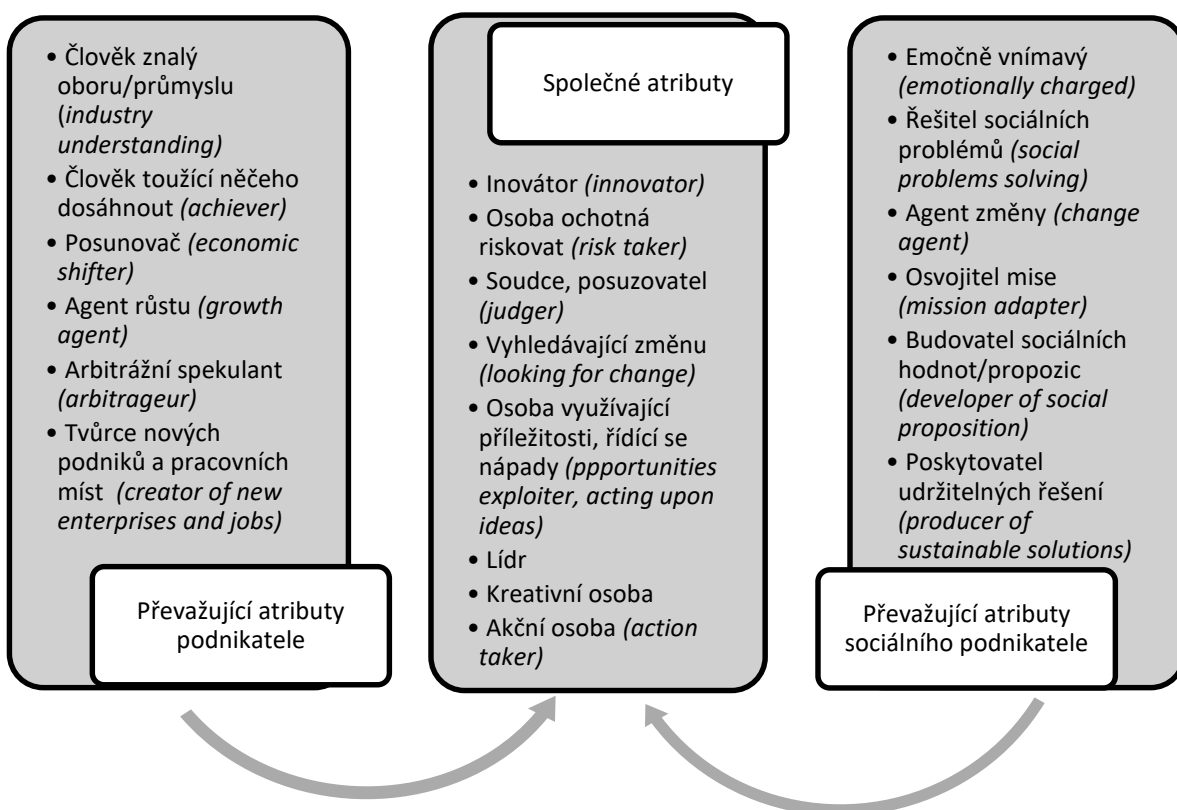 • Člověk znalý
oboru/průmyslu
(industry
understanding)
• Člověk toužící něčeho
dosáhnout (achiever)
• Posunovač (economic
shifter)
• Agent růstu (growth
agent)
• Arbitrážní spekulant
(arbitrageur)
• Tvůrce nových
podniků a pracovních
míst (creator of new
enterprises and jobs)
Převažující atributy
podnikatele
Společné atributy
• Inovátor (innovator)
• Osoba ochotná
riskovat (risk taker)
• Soudce, posuzovatel
(judger)
• Vyhledávající změnu
(looking for change)
• Osoba využívající
příležitosti, řídící se
nápady (ppportunities
exploiter, acting upon
ideas)
• Lídr
• Kreativní osoba
• Akční osoba (action
taker)
• Emočně vnímavý
(emotionally charged)
• Řešitel sociálních
problémů (social
problems solving)
• Agent změny (change
agent)
• Osvojitel mise
(mission adapter)
• Budovatel sociálních
hodnot/propozic
(developer of social
proposition)
• Poskytovatel
udržitelných řešení
(producer of
sustainable solutions)
Převažující atributy
sociálního podnikatele